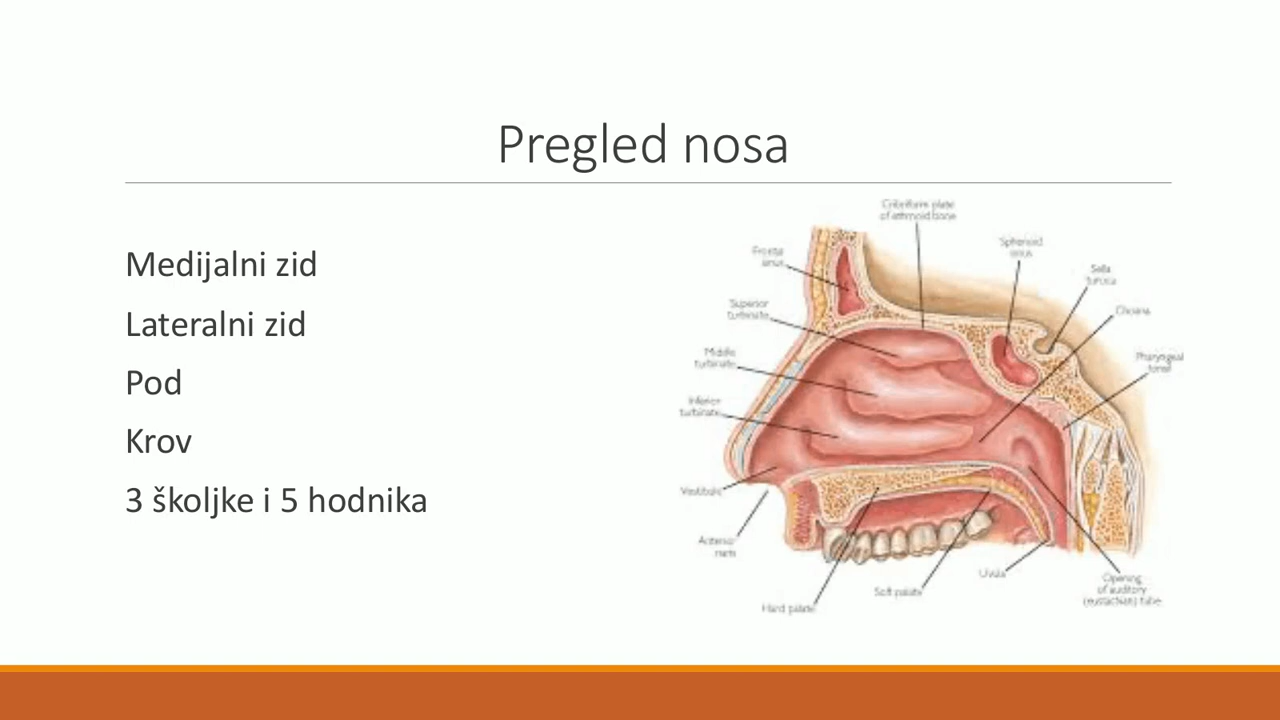 Pregled nosa
Medijalni zid
Lateralni zid
Pod
Krov
3 školjke i 5 hodnika
Cribriform plate
of ethmoid bone
Frontal
sinus
Sphenoid
sinus
Sella
turcica
Superior
turbinate
Choana
Middle
turbinate
Pharyngeal
tonsil
Inferior
turbinate
Vestibule
Anterior
naris
Uvula
Soft palate
Hard palate
Opening
of auditory
(eustachian) tube